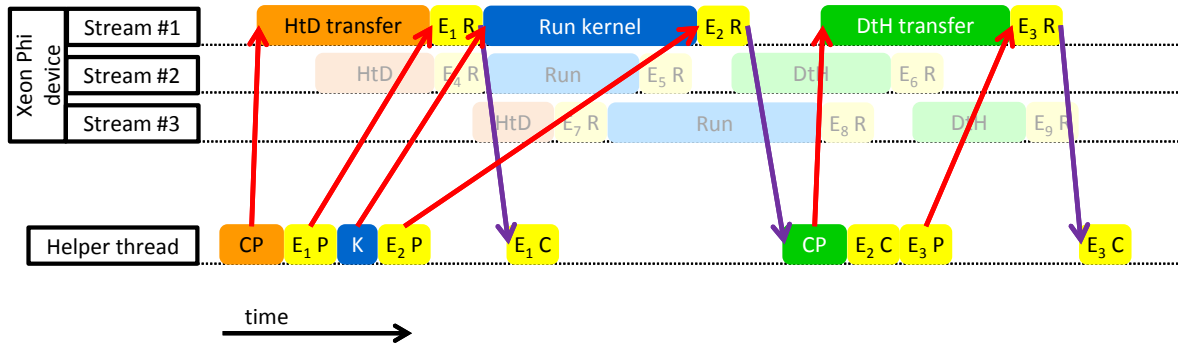 Xeon Phi device
Stream #1
HtD transfer
E1 R
Run kernel
E2 R
DtH transfer
E3 R
Stream #2
HtD
E4 R
Run
E5 R
DtH
E6 R
Stream #3
HtD
E7 R
Run
E8 R
DtH
E9 R
Helper thread
CP
E1 P
K
E2 P
E1 C
CP
E2 C
E3 P
E3 C
time